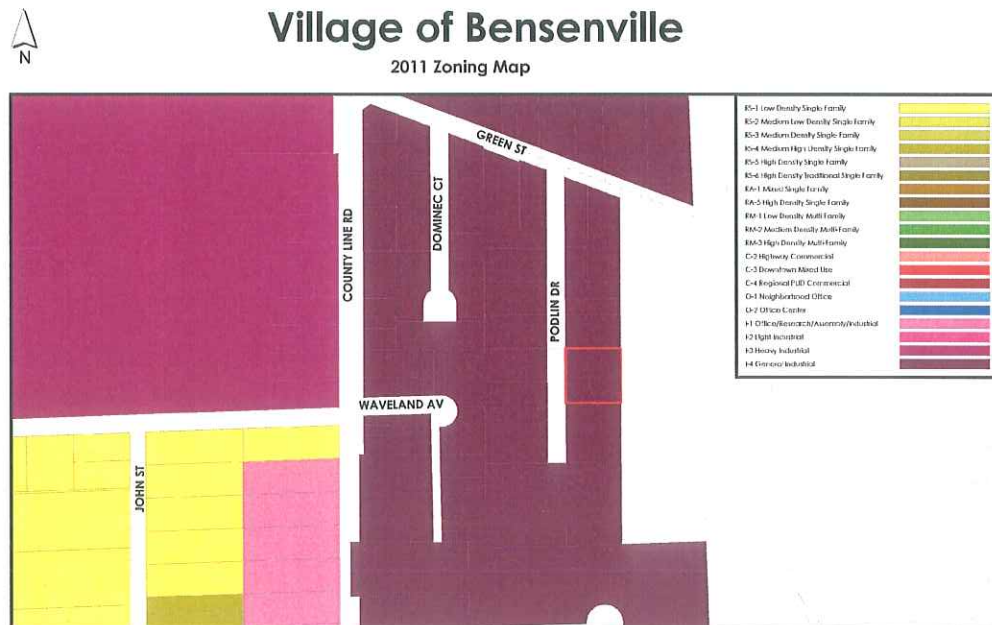 N
Village of Bensenville
2011 Zoning Map
RS-1 Low Density Single Family
RS-2 Medium Low Density Single Family
RS-3 Medium Density Single Family
RS-4 Medium High Density Single Family
RS-5 High Density Single Family
RS-6 High Density Traditional Single Family
RA-1 Mixed Single Family
RA-5 High Density Single Family
RM-1 Low Density Multi Family
RM-2 Medium Density Multi-Family
RM-3 High Density Multi-Family
C-2 Highway Commercial
C-3 Downtown Mixed Use
C-4 Regional PUD Commercial
O-1 Neighborhood Office
O-2 Office Center
I-1 Office/Research/Assembly/Industrial
I-2 Light Industrial
I-3 Heavy Industrial
I-4 General Industrial
GREEN ST
DOMINEC CT
COUNTY LINE RD
PODLIN DR
WAVELAND AV
JOHN ST